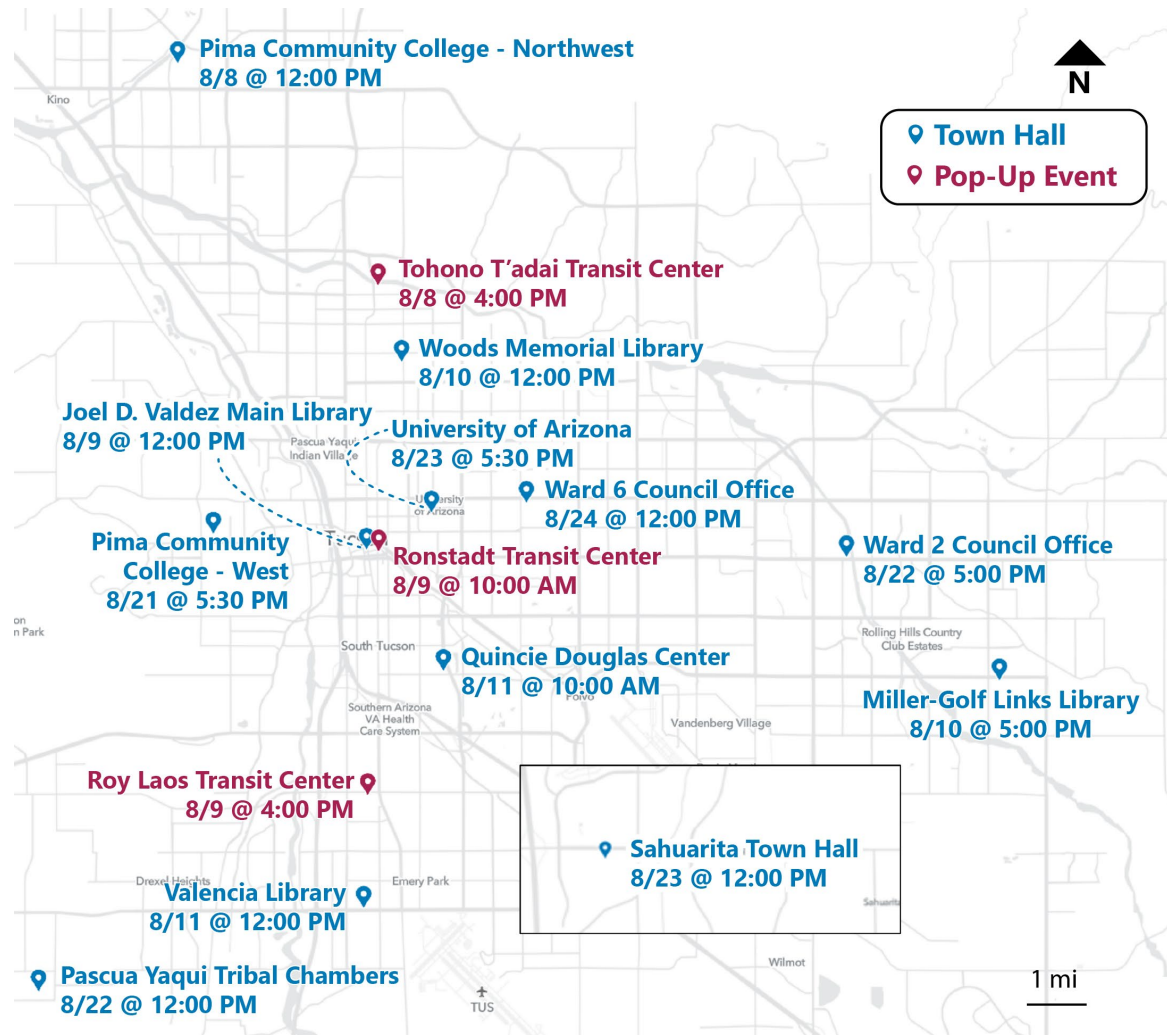 Pima Community College - Northwest
8/8 @ 12:00 PM
N
Kino
Town Hall
Pop-Up Event
Tohono T’adai Transit Center
8/8 @ 4:00 PM
Woods Memorial Library
8/10 @ 12:00 PM
Joel D. Valdez Main Library
8/9 @ 12:00 PM
Pascua Yaqui
Indian Village
University of Arizona
8/23 @ 5:30 PM
Ward 6 Council Office
8/24 @ 12:00 PM
University
of Arizona
Pima Community
College - West
8/21 @ 5:30 PM
Ronstadt Transit Center
8/9 @ 10:00 AM
Ward 2 Council Office
8/22 @ 5:00 PM
on
n Park
South Tucson
Rolling Hills Country
Club Estates
Quincie Douglas Center
8/11 @ 10:00 AM
Miller-Golf Links Library
8/10 @ 5:00 PM
Southern Arizona
VA Health
Care System
Vandenberg Village
Roy Laos Transit Center
8/9 @ 4:00 PM
Sahuarita Town Hall
8/23 @ 12:00 PM
Drexel Heights
Emery Park
Valencia Library
8/11 @ 12:00 PM
Pascua Yaqui Tribal Chambers
8/22 @ 12:00 PM
Wilmot
1 mi
TUS